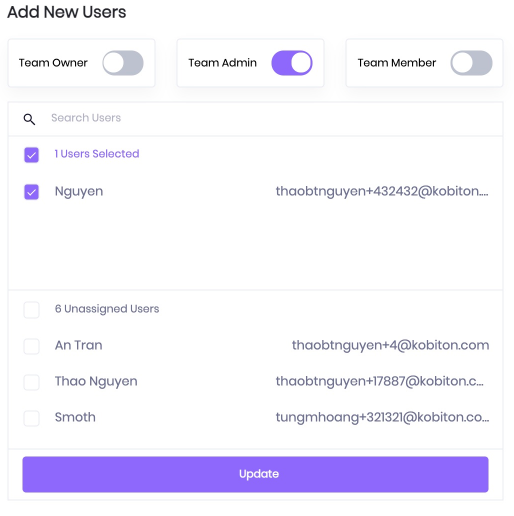 Add New Users
Team Owner Team Admin Team Member
Search Users
1 Users Selected
Nguyen thaobtnguyen+432432@kobiton....
6 Unassigned Users
An Tran thaobtnguyen+4@kobiton.com
Thao Nguyen thaobtnguyen+17887@kobiton.c...
Smoth tungmhoang+321321@kobiton.co...
Update